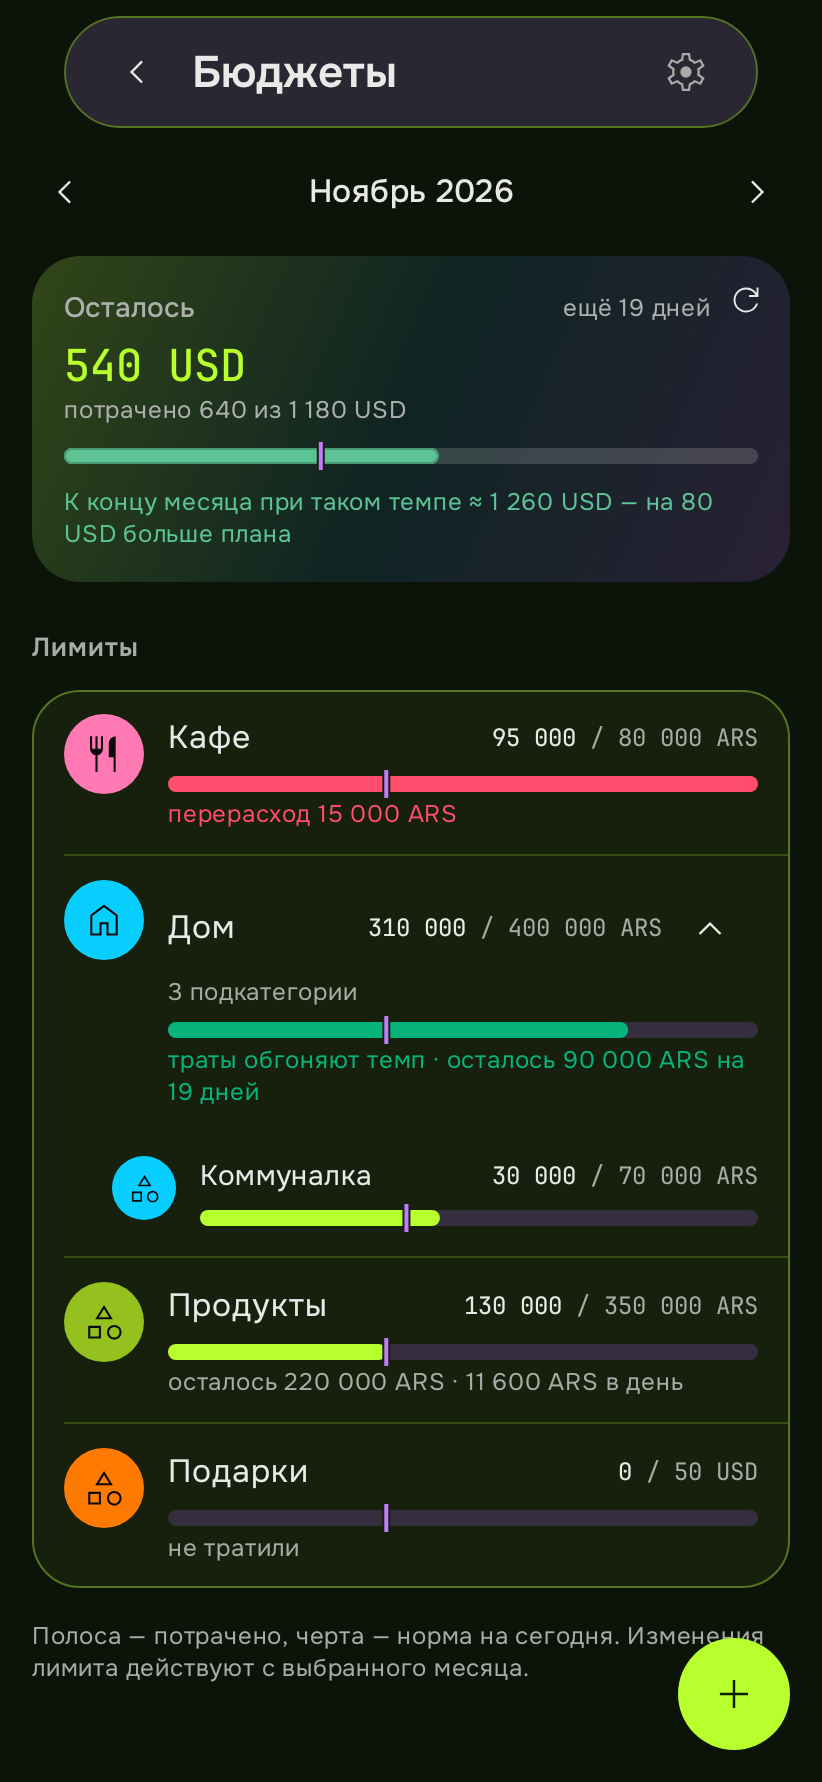 Бюджеты
Ноябрь 2026
Осталось
ещё 19 дней
540 USD
потрачено 640 из 1 180 USD
К концу месяца при таком темпе ≈ 1 260 USD — на 80
USD больше плана
Лимиты
Кафе 95 000 / 80 000 ARS
перерасход 15 000 ARS
Дом 310 000 / 400 000 ARS
3 подкатегории
траты обгоняют темп · осталось 90 000 ARS на
19 дней
Коммуналка 30 000 / 70 000 ARS
Продукты 130 000 / 350 000 ARS
осталось 220 000 ARS · 11 600 ARS в день
Подарки 0 / 50 USD
не тратили
Полоса — потрачено, черта — норма на сегодня. Изменения
лимита действуют с выбранного месяца.